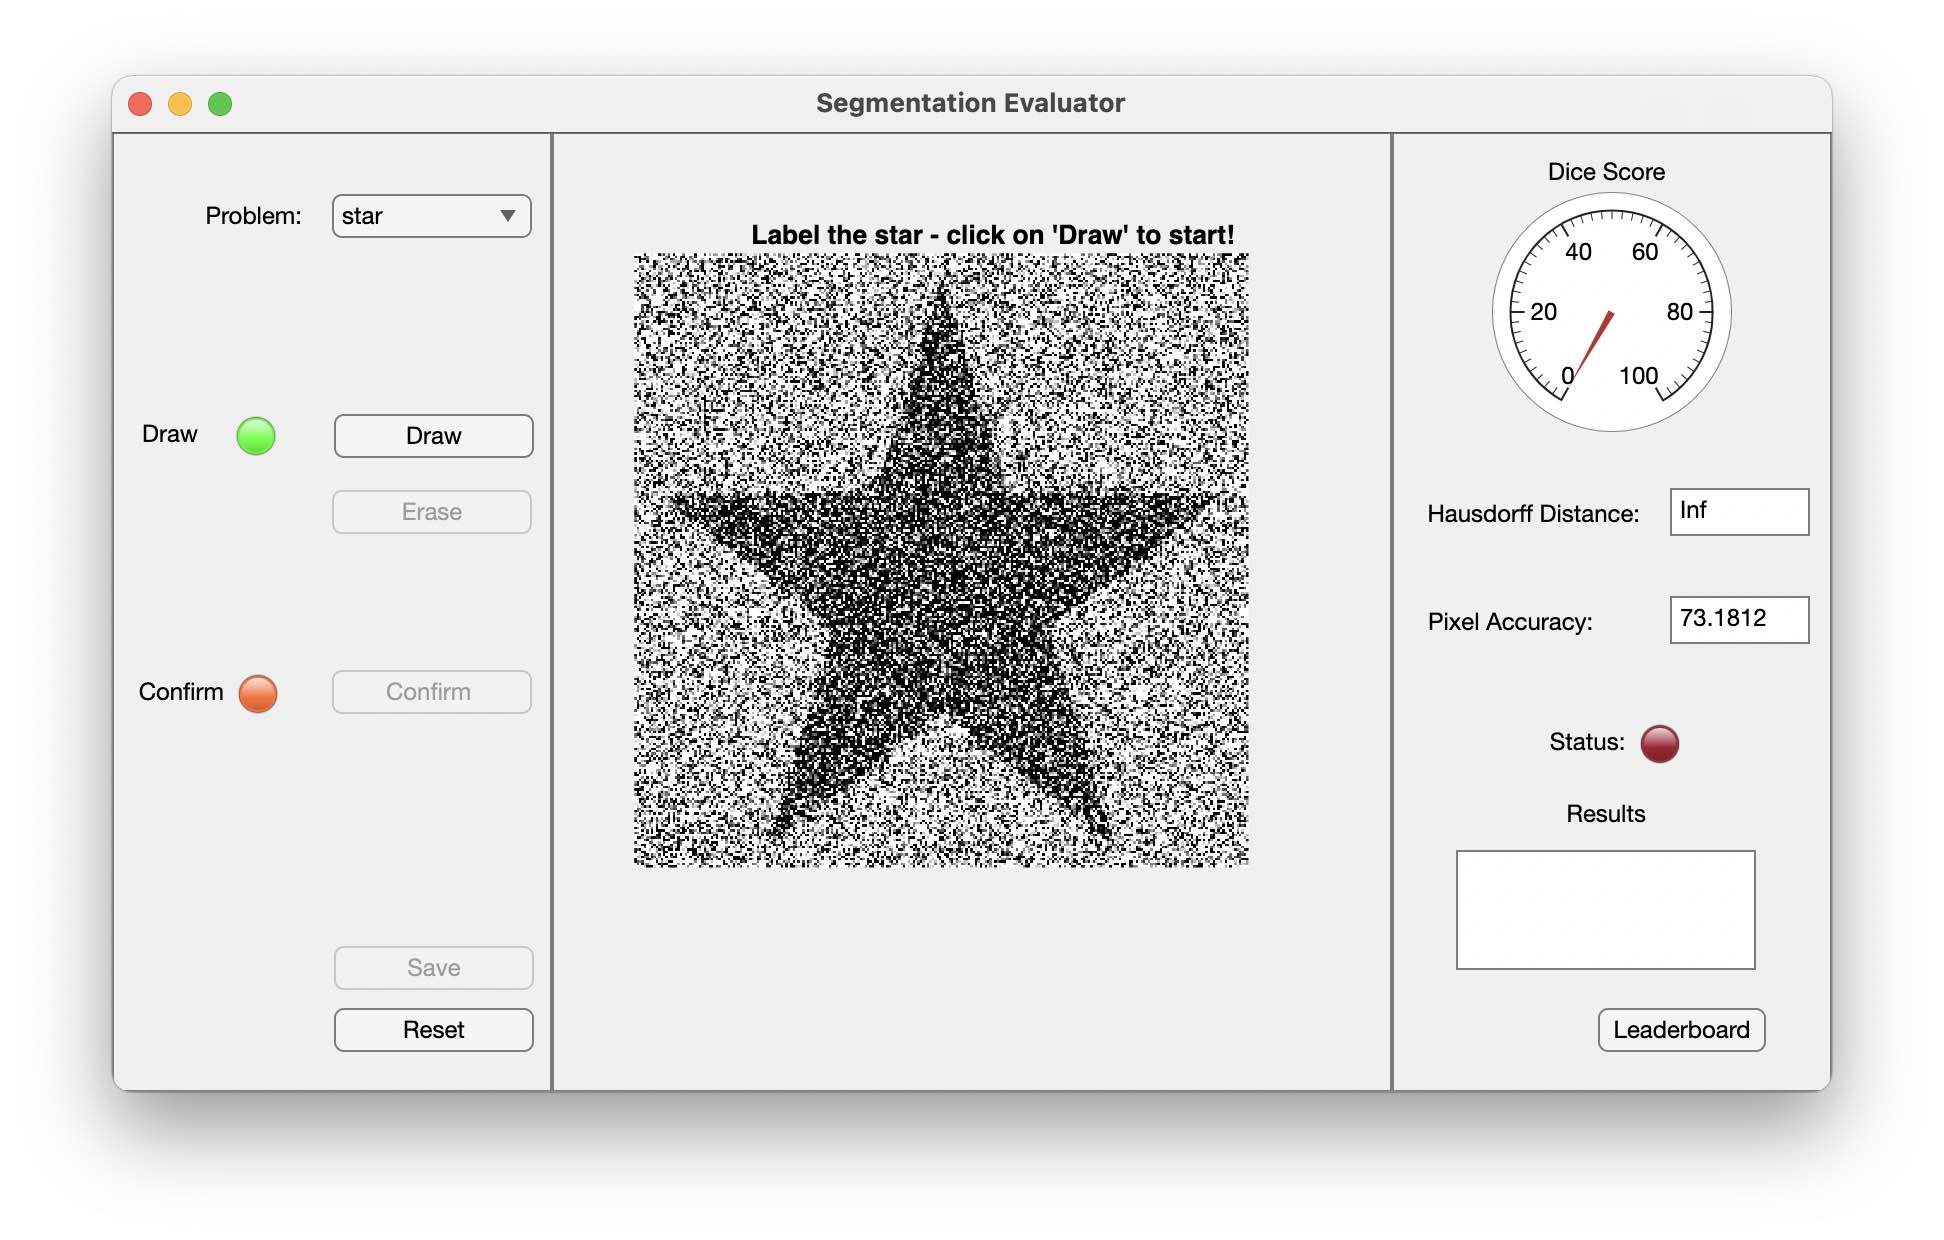 Segmentation Evaluator
Problem:
star
Draw
Draw
Erase
Confirm
Confirm
Save
Reset
Label the star - click on 'Draw' to start!
Dice Score
0
20
40
60
80
100
Hausdorff Distance:
Inf
Pixel Accuracy:
73.1812
Status:
Results
Leaderboard